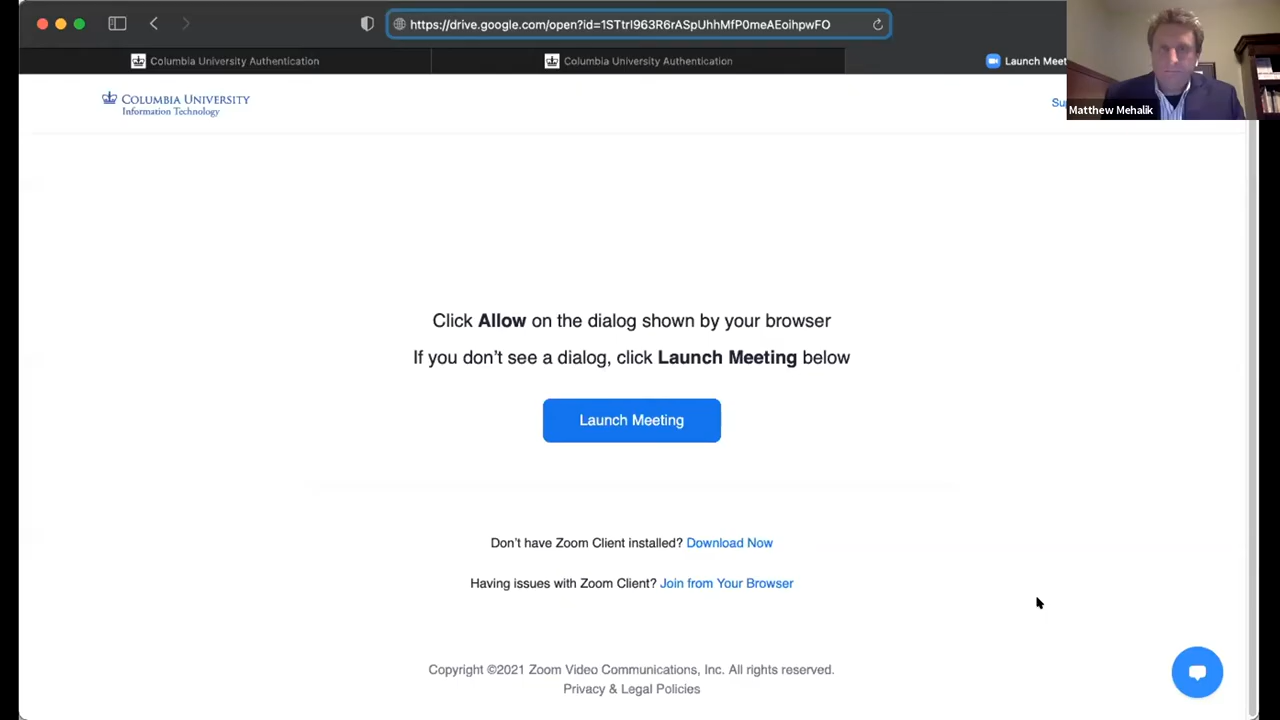 https://drive.google.com/open?id=1STtrI963R6rASpUhhMfP0meAEoihpwFO
Columbia University Authentication
Columbia University Authentication
Launch Meet
Matthew Mehalik
COLUMBIA UNIVERSITY
Information Technology
Su
Click Allow on the dialog shown by your browser
If you don’t see a dialog, click Launch Meeting below
Launch Meeting
Don’t have Zoom Client installed? Download Now
Having issues with Zoom Client? Join from Your Browser
Copyright ©2021 Zoom Video Communications, Inc. All rights reserved.
Privacy & Legal Policies